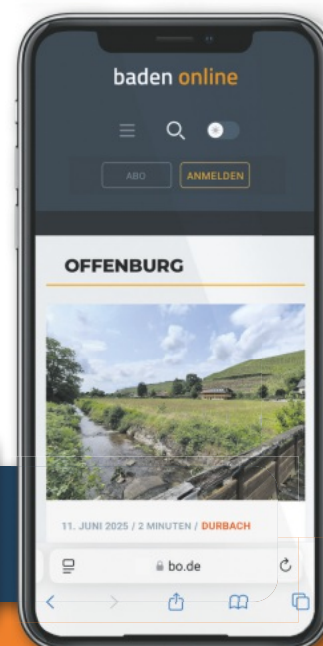 baden online
ABO
ANMELDEN
OFFENBURG
11. JUNI 2025 / 2 MINUTEN / DURBACH
bo.de